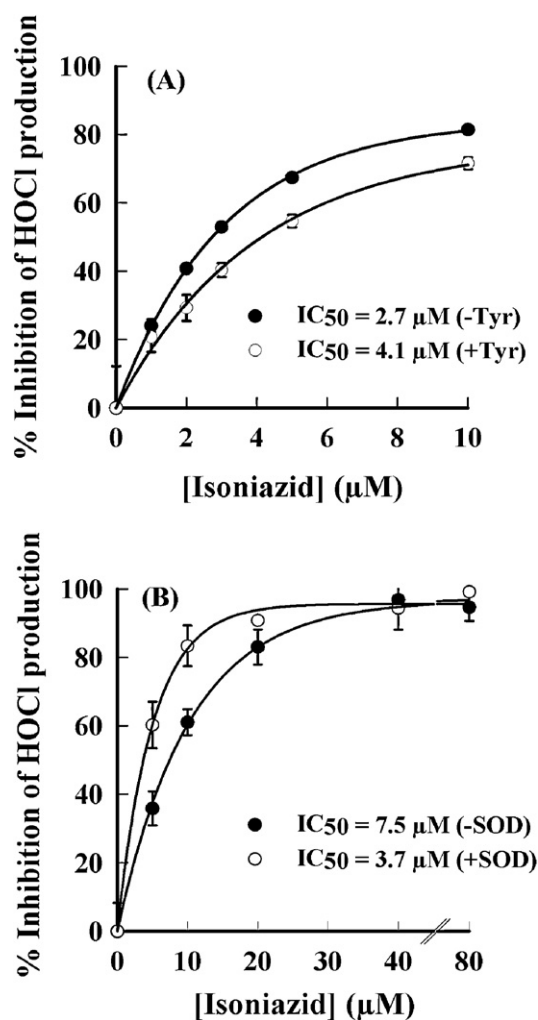 (A)
% Inhibition of HOCl production
100
80
60
40
20
0
IC50 = 2.7 µM (-Tyr)
IC50 = 4.1 µM (+Tyr)
0 2 4 6 8 10
[Isoniazid] (µM)
(B)
% Inhibition of HOCl production
100
80
60
40
20
0
IC50 = 7.5 µM (-SOD)
IC50 = 3.7 µM (+SOD)
0 10 20 30 40 80
[Isoniazid] (µM)